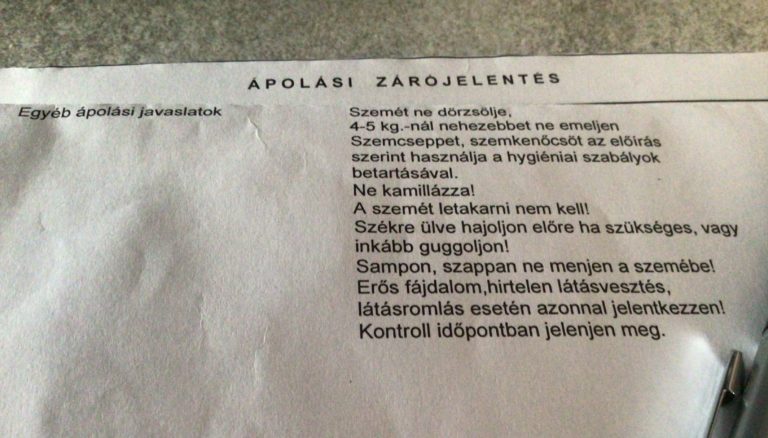 ÁPOLÁSI ZÁRÓJELENTÉS
Egyéb ápolási javaslatok
Szemét ne dörzsölje,
4-5 kg.-nál nehezebbet ne emeljen
Szemcseppet, szemkenőcsöt az előírás
szerint használja a hygiéniai szabályok
betartásával.
Ne kamillázza!
A szemét letakarni nem kell!
Székre ülve hajoljon előre ha szükséges, vagy
inkább guggoljon!
Sampon, szappan ne menjen a szemébe!
Erős fájdalom,hirtelen látásvesztés,
látásromlás esetén azonnal jelentkezzen!
Kontroll időpontban jelenjen meg.